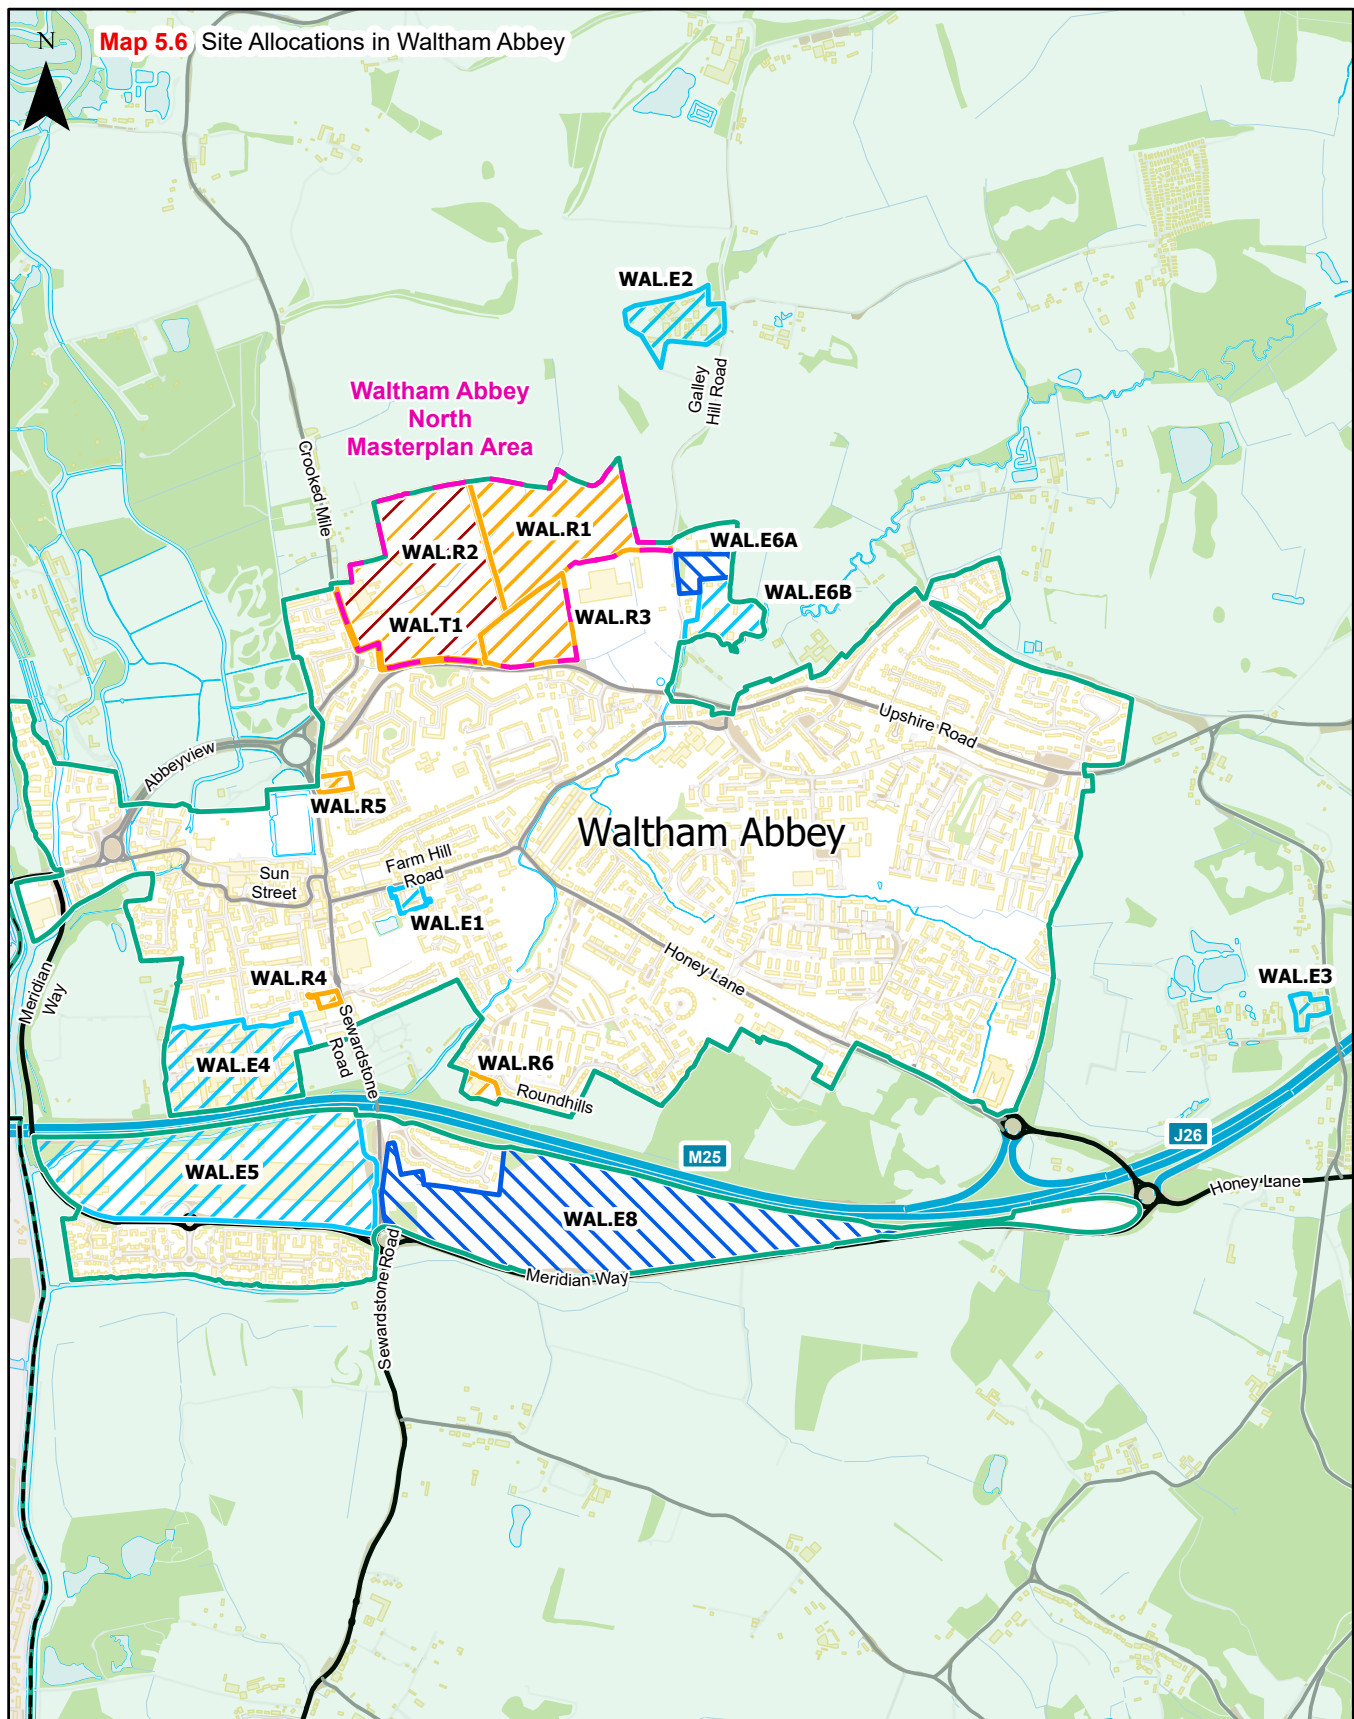 N
Map 5.6 Site Allocations in Waltham Abbey
WAL.E2
Galley
Hill Road
Waltham Abbey
North
Masterplan Area
Crooked Mile
WAL.R1
WAL.R2
WAL.E6A
WAL.E6B
WAL.T1
WAL.R3
Upshire Road
Abbeyview
WAL.R5
Waltham Abbey
Farm Hill
Road
Sun
Street
WAL.E1
Honey Lane
Meridian
Way
WAL.R4
WAL.E3
Sewardstone
Road
WAL.E4
WAL.R6
Roundhills
J26
M25
WAL.E5
Honey Lane
WAL.E8
Meridian Way
Sewardstone Road